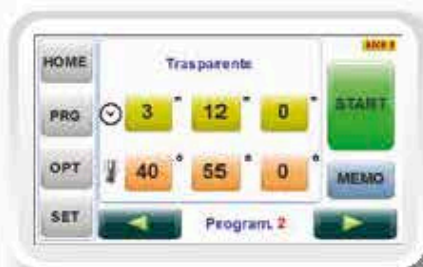 HOME
Trasparente
START
PRG
3" 12" 0"
OPT
40° 55° 0°
MEMO
SET
Program. 2